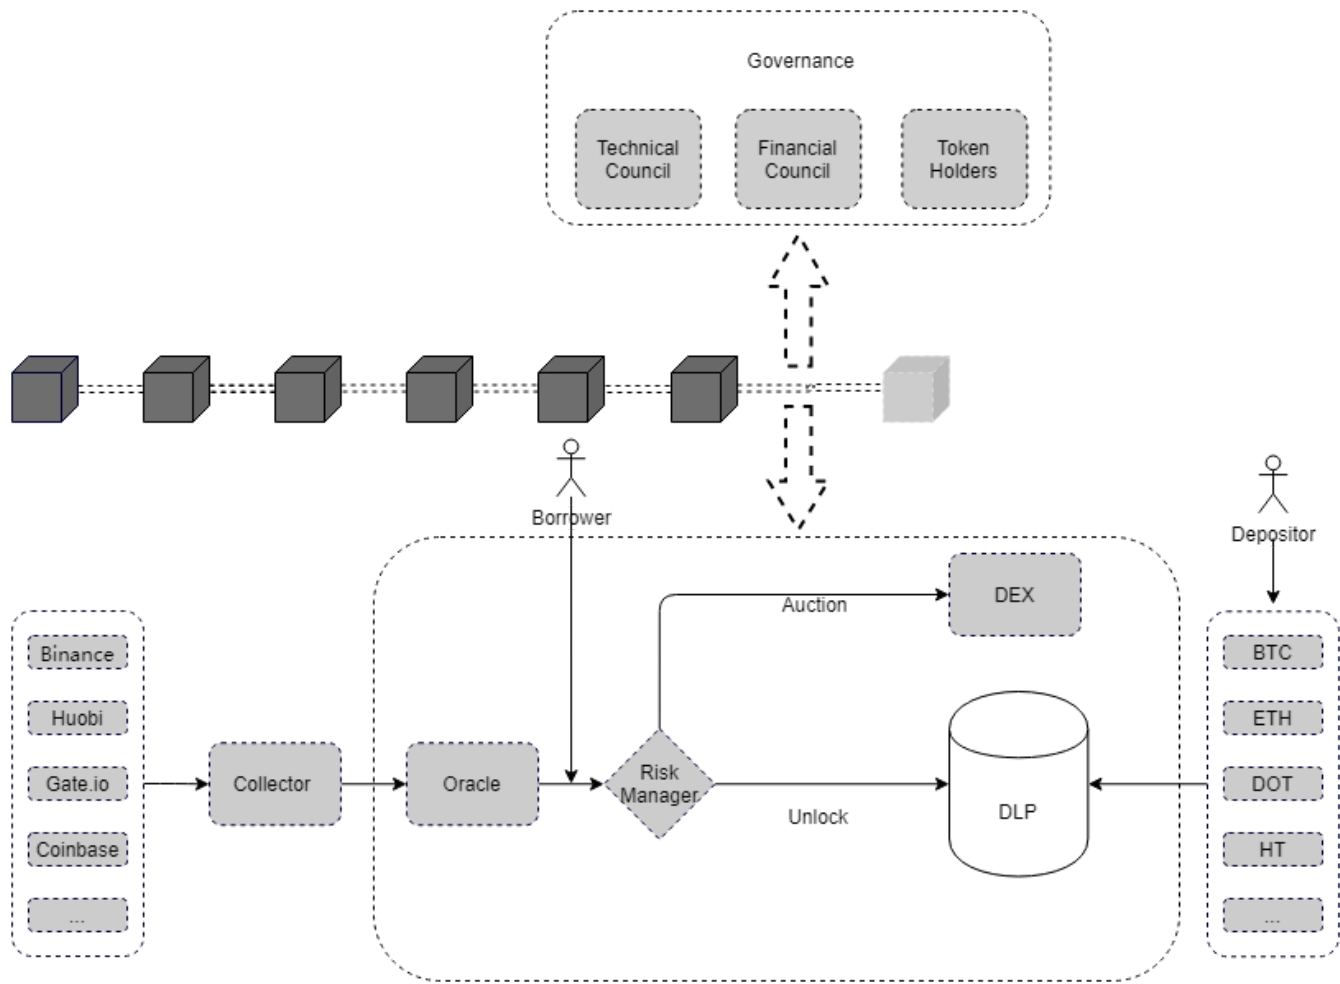 Governance
Technical
Council
Financial
Council
Token
Holders
Borrower
Depositor
Auction
DEX
Binance
Huobi
Gate.io
Coinbase
...
Collector
Oracle
Risk
Manager
Unlock
DLP
BTC
ETH
DOT
HT
...